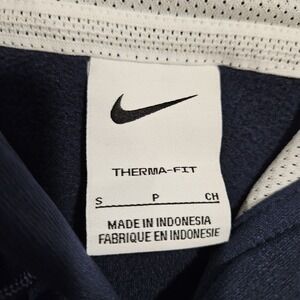 THERMA-FIT
S P CH
MADE IN INDONESIA
FABRIQUE EN INDONESIE